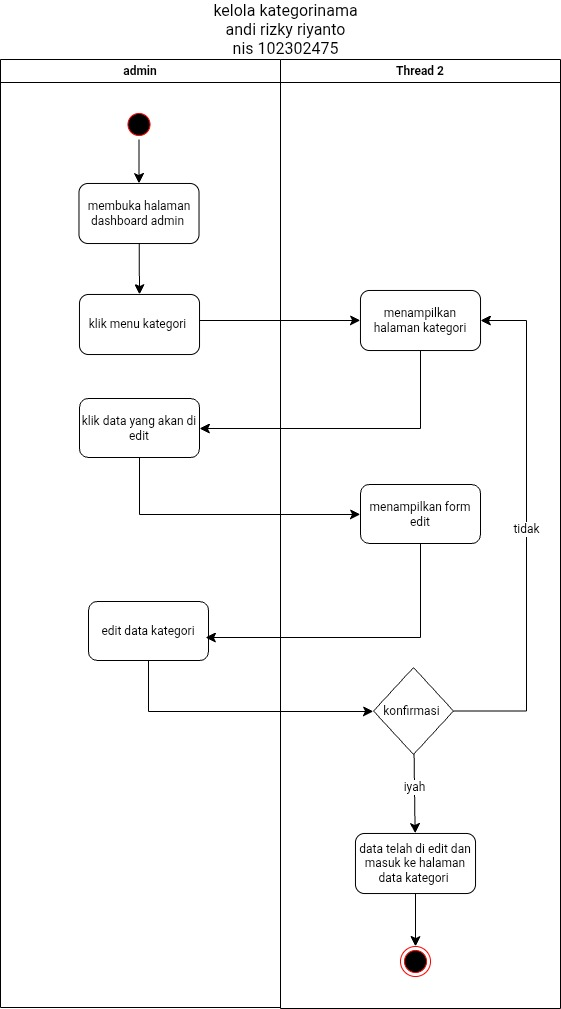 kelola kategorinama
andi rizky riyanto
nis 102302475
admin
Thread 2
membuka halaman
dashboard admin
klik menu kategori
menampilkan
halaman kategori
klik data yang akan di
edit
menampilkan form
edit
tidak
edit data kategori
konfirmasi
iyah
data telah di edit dan
masuk ke halaman
data kategori